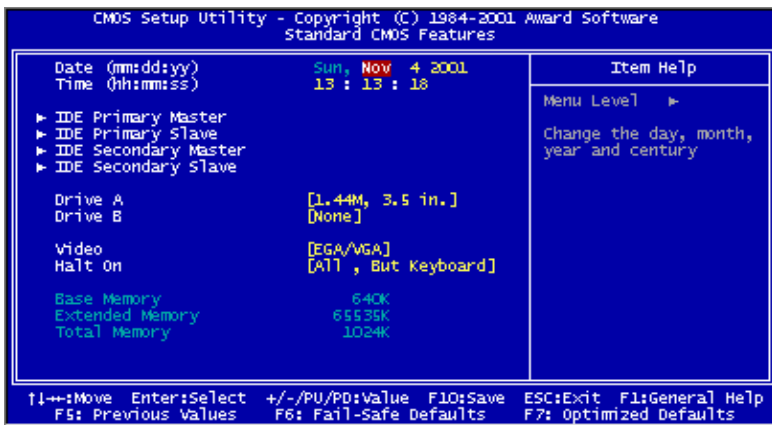 CMOS Setup Utility - Copyright (C) 1984-2001 Award Software
Standard CMOS Features
Date (mm:dd:yy) Sun, Nov 4 2001
Time (hh:mm:ss) 13 : 13 : 18
► IDE Primary Master
► IDE Primary Slave
► IDE Secondary Master
► IDE Secondary Slave
Drive A [1.44M, 3.5 in.]
Drive B [None]
Video [EGA/VGA]
Halt On [All , But Keyboard]
Base Memory 640K
Extended Memory 65535K
Total Memory 1024K
Item Help
Menu Level ►
Change the day, month,
year and century
↑↓→←:Move Enter:Select +/-/PU/PD:Value F10:Save ESC:Exit F1:General Help
F5: Previous Values F6: Fail-Safe Defaults F7: Optimized Defaults